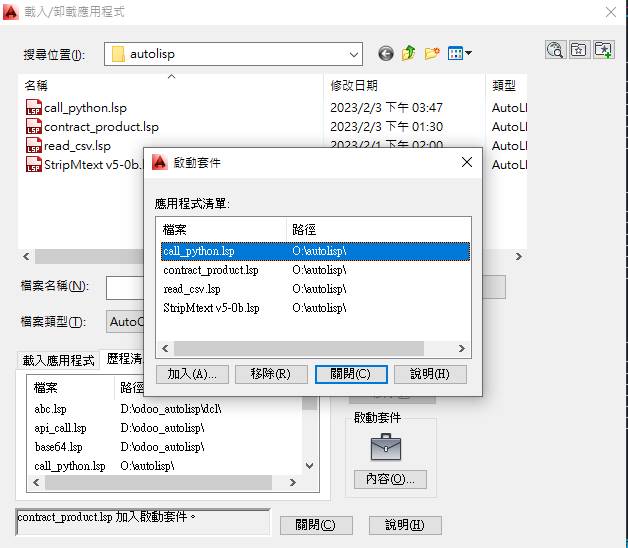 載入/卸載應用程式
搜尋位置(I):
autolisp
名稱
修改日期
類型
call_python.lsp
2023/2/3 下午 03:47
AutoLI
contract_product.lsp
2023/2/3 下午 01:30
AutoLI
read_csv.lsp
2023/2/1 下午 02:00
AutoLI
StripMtext v5-0b.
AutoLI
啟動套件
應用程式清單:
檔案
路徑
call_python.lsp
O:\autolisp\
contract_product.lsp
O:\autolisp\
read_csv.lsp
O:\autolisp\
StripMtext v5-0b.lsp
O:\autolisp\
加入(A)...
移除(R)
關閉(C)
說明(H)
檔案名稱(N):
檔案類型(T):
AutoC
載入應用程式
歷程清
檔案
路徑
abc.lsp
D:\odoo_autolisp\dcl\
api_call.lsp
D:\odoo_autolisp\
base64.lsp
D:\odoo_autolisp\
call_python.lsp
O:\autolisp\
啟動套件
內容(O)...
contract_product.lsp 加入啟動套件。
關閉(C)
說明(H)